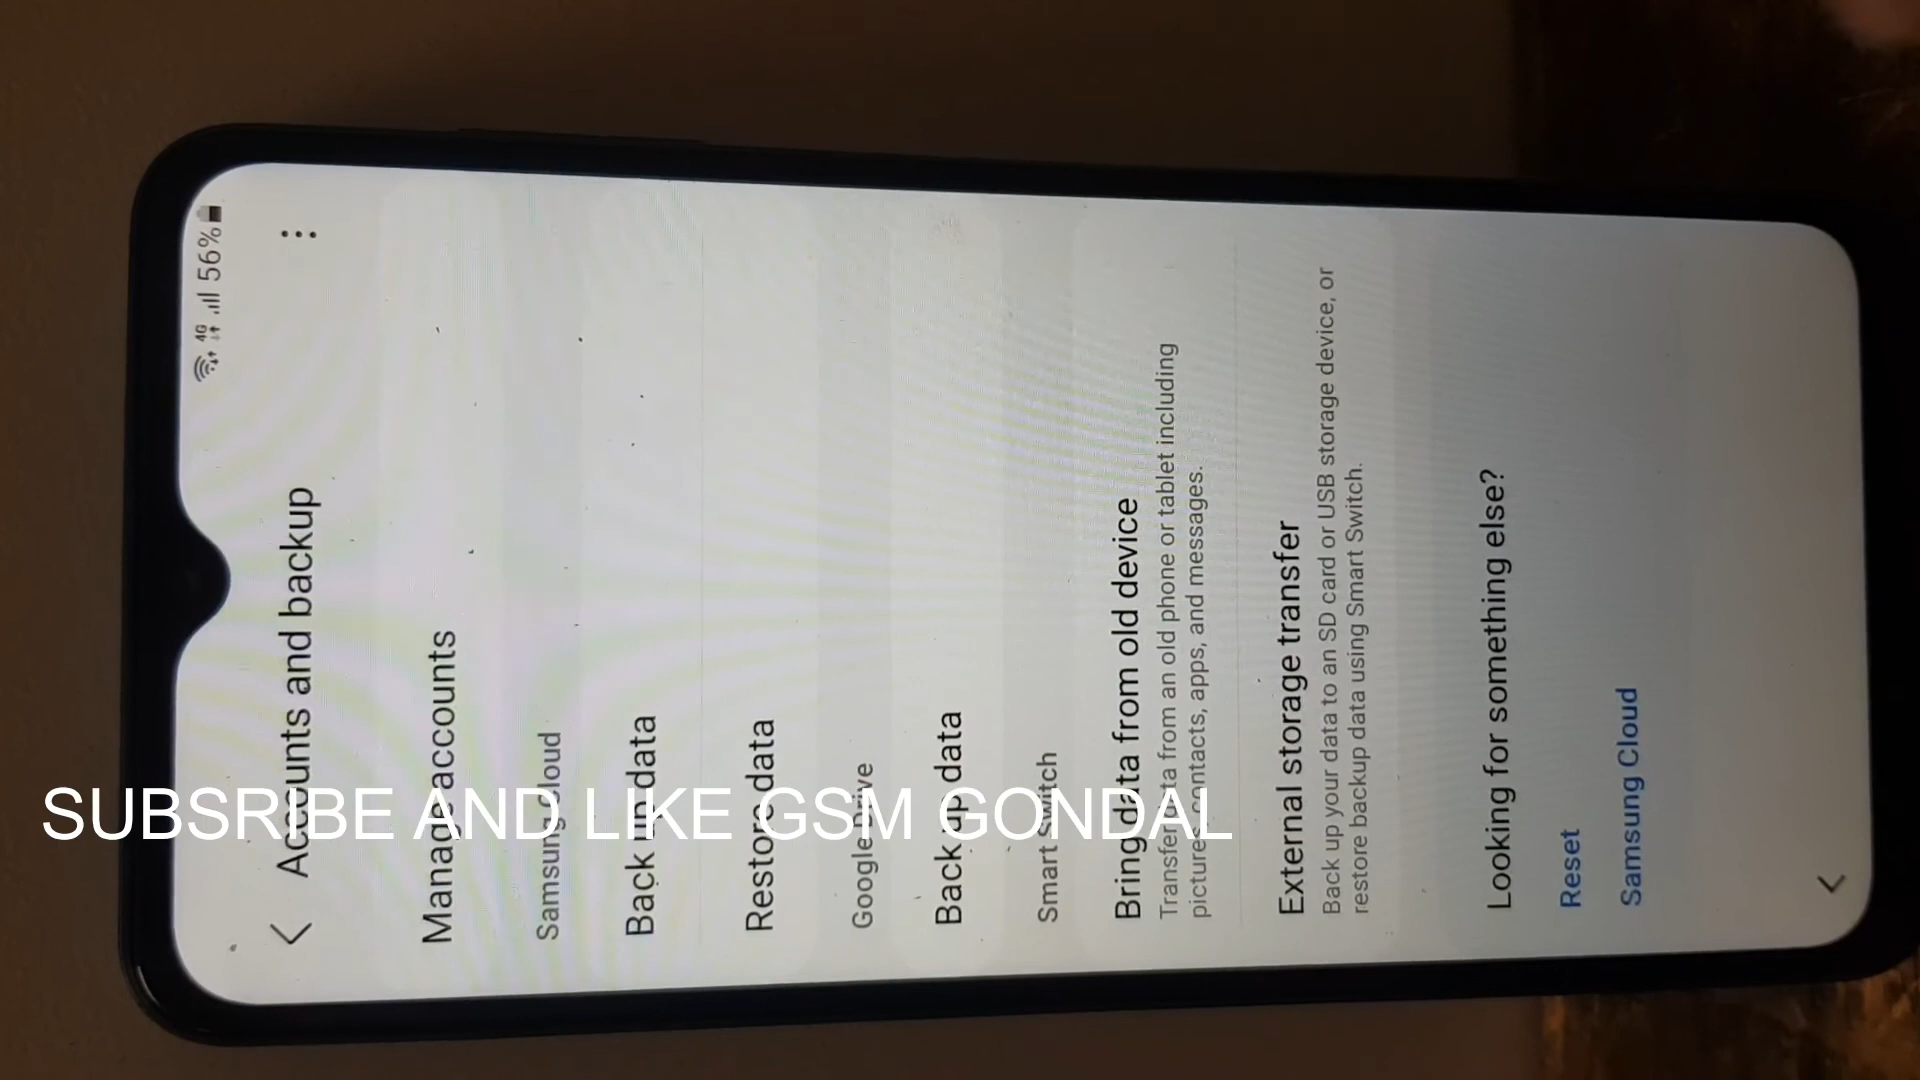 4G 56%
Accounts and backup
Manage accounts
Samsung Cloud
Back up data
Restore data
Google Drive
Back up data
Smart Switch
Bring data from old device
Transfer data from an old phone or tablet including
pictures, contacts, apps, and messages.
External storage transfer
Back up your data to an SD card or USB storage device, or
restore backup data using Smart Switch.
Looking for something else?
Reset
Samsung Cloud
SUBSRIBE AND LIKE GSM GONDAL